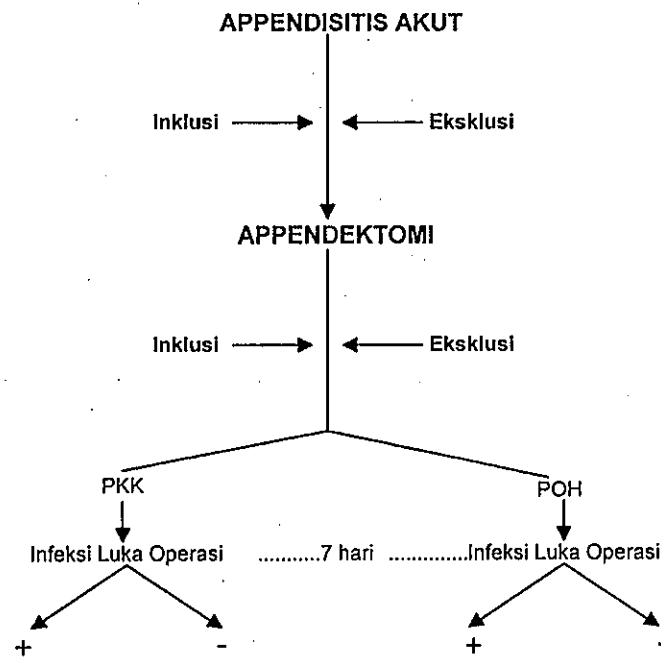 APPENDISITIS AKUT
Inklusi Eksklusi
APPENDEKTOMI
Inklusi Eksklusi
PKK POH
Infeksi Luka Operasi ...........7 hari ..............Infeksi Luka Operasi
+ - + -